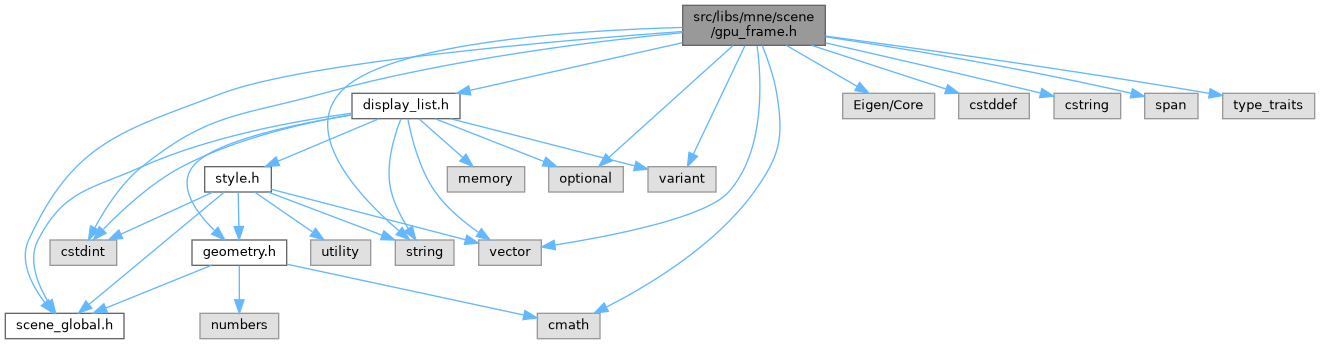 src/libs/mne/scene
/gpu_frame.h
display_list.h
Eigen/Core
cstddef
cstring
span
type_traits
style.h
memory
optional
variant
cstdint
geometry.h
utility
string
vector
scene_global.h
numbers
cmath